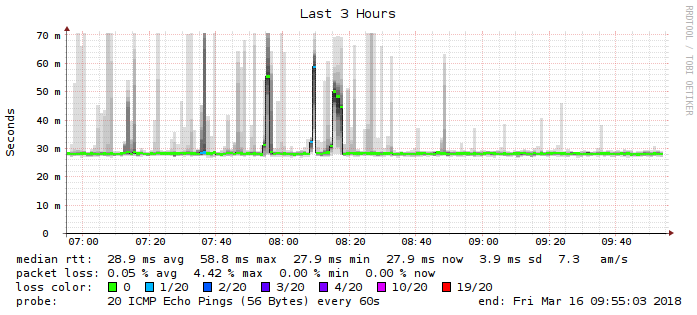 Last 3 Hours
RRDTOOL / TOBI OETIKER
Seconds
70 m
60 m
50 m
40 m
30 m
20 m
10 m
0
07:00 07:20 07:40 08:00 08:20 08:40 09:00 09:20 09:40
median rtt: 28.9 ms avg 58.8 ms max 27.9 ms min 27.9 ms now 3.9 ms sd 7.3 am/s
packet loss: 0.05 % avg 4.42 % max 0.00 % min 0.00 % now
loss color: 0 1/20 2/20 3/20 4/20 10/20 19/20
probe: 20 ICMP Echo Pings (56 Bytes) every 60s end: Fri Mar 16 09:55:03 2018